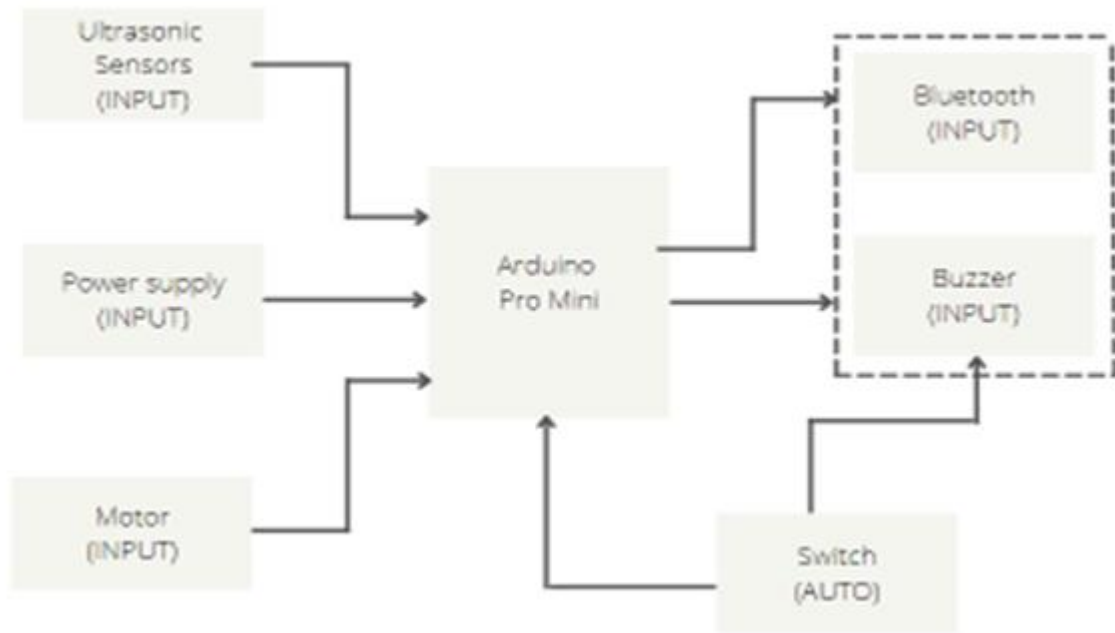 Ultrasonic
Sensors
(INPUT)
Power supply
(INPUT)
Motor
(INPUT)
Arduino
Pro Mini
Bluetooth
(INPUT)
Buzzer
(INPUT)
Switch
(AUTO)